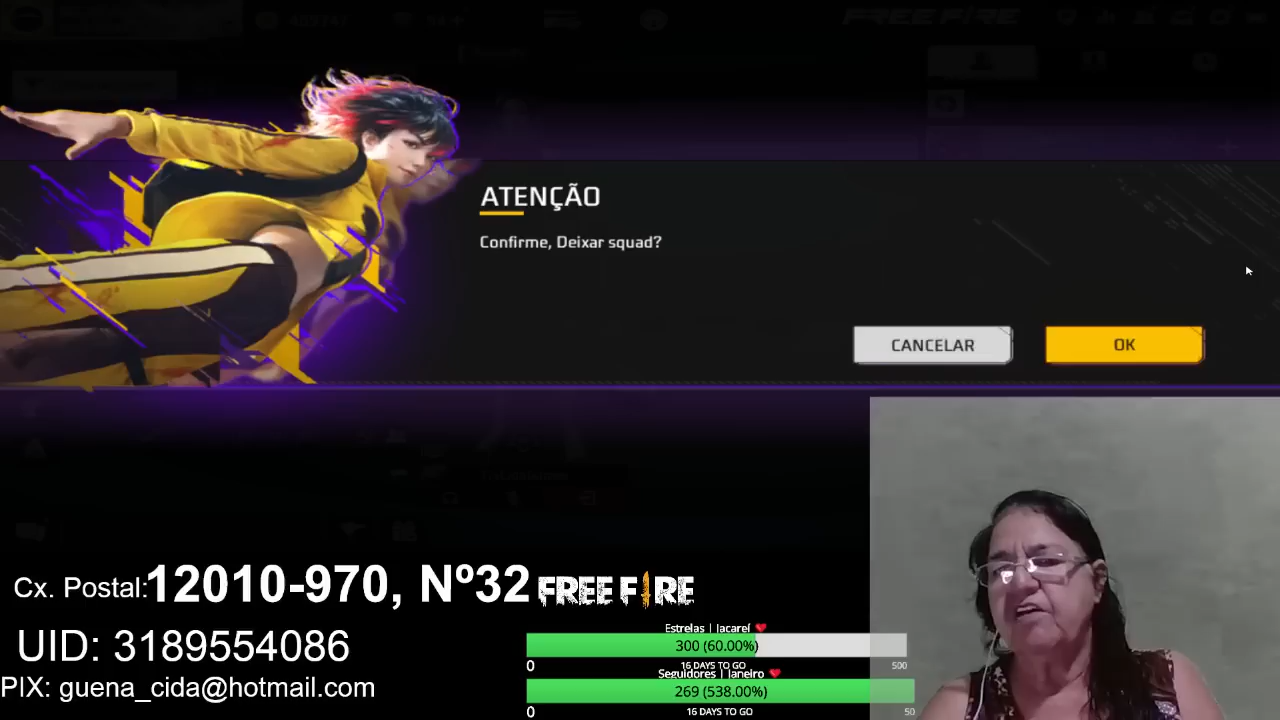 FREE FIRE
ATENÇÃO
Confirme, Deixar squad?
CANCELAR
OK
Cx. Postal:12010-970, Nº32
FREE FIRE
UID: 3189554086
PIX: guena_cida@hotmail.com
Estrelas | Jacareí ❤
300 (60.00%)
0
16 DAYS TO GO
500
Seguidores | Janeiro ❤
269 (538.00%)
0
16 DAYS TO GO
50